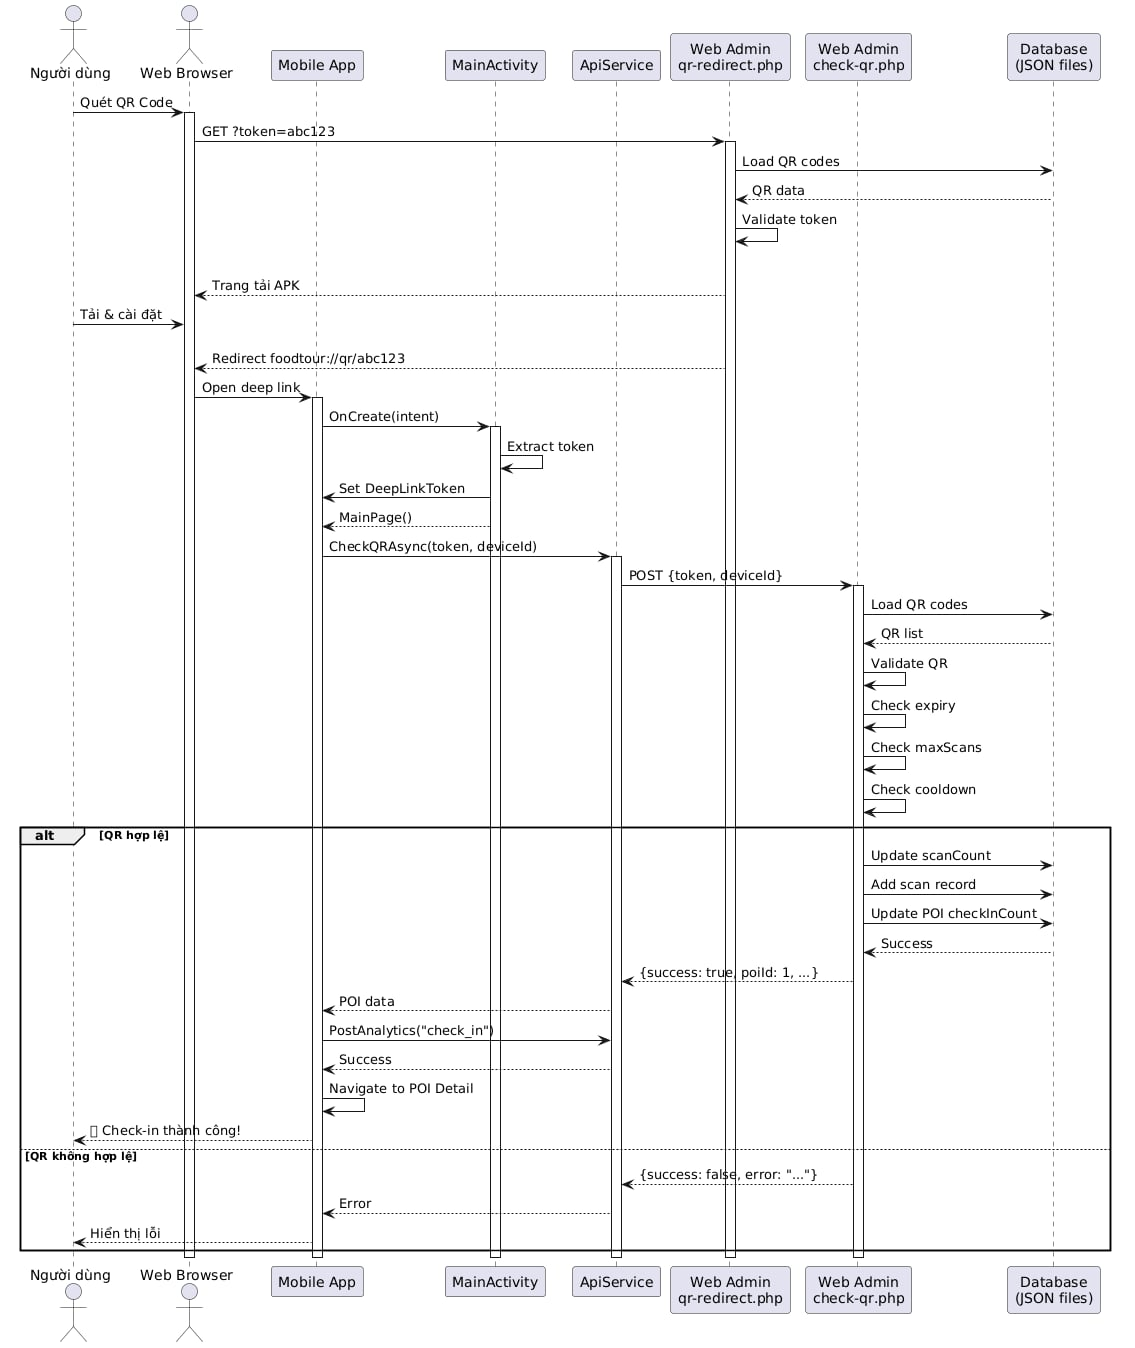 Người dùng
Web Browser
Mobile App
MainActivity
ApiService
Web Admin
qr-redirect.php
Web Admin
check-qr.php
Database
(JSON files)
Quét QR Code
GET ?token=abc123
Load QR codes
QR data
Validate token
Trang tải APK
Tải & cài đặt
Redirect foodtour://qr/abc123
Open deep link
OnCreate(intent)
Extract token
Set DeepLinkToken
MainPage()
CheckQRAsync(token, deviceId)
POST {token, deviceId}
Load QR codes
QR list
Validate QR
Check expiry
Check maxScans
Check cooldown
alt [QR hợp lệ]
Update scanCount
Add scan record
Update POI checkInCount
Success
{success: true, poiId: 1, ...}
POI data
PostAnalytics("check_in")
Success
Navigate to POI Detail
Check-in thành công!
[QR không hợp lệ]
{success: false, error: "..."}
Error
Hiển thị lỗi
Người dùng
Web Browser
Mobile App
MainActivity
ApiService
Web Admin
qr-redirect.php
Web Admin
check-qr.php
Database
(JSON files)